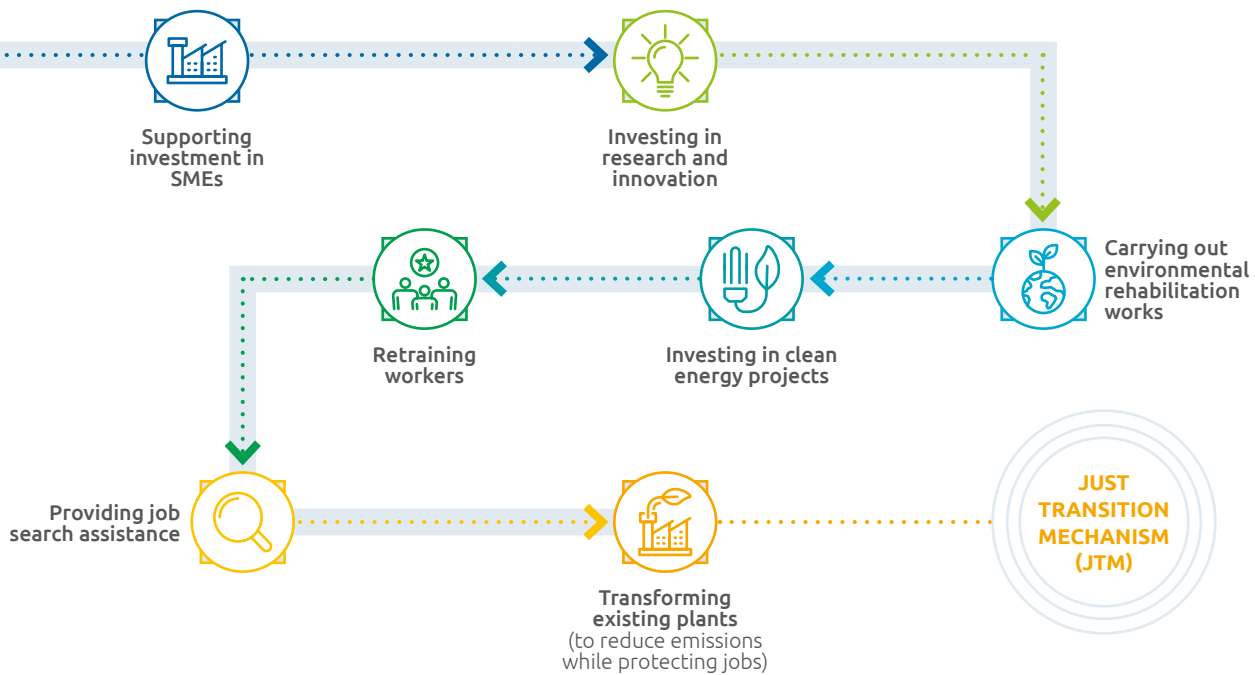 Supporting
investment in
SMEs
Investing in
research and
innovation
Carrying out
environmental
rehabilitation
works
Investing in clean
energy projects
Retraining
workers
Providing job
search assistance
Transforming
existing plants
(to reduce emissions
while protecting jobs)
JUST
TRANSITION
MECHANISM
(JTM)